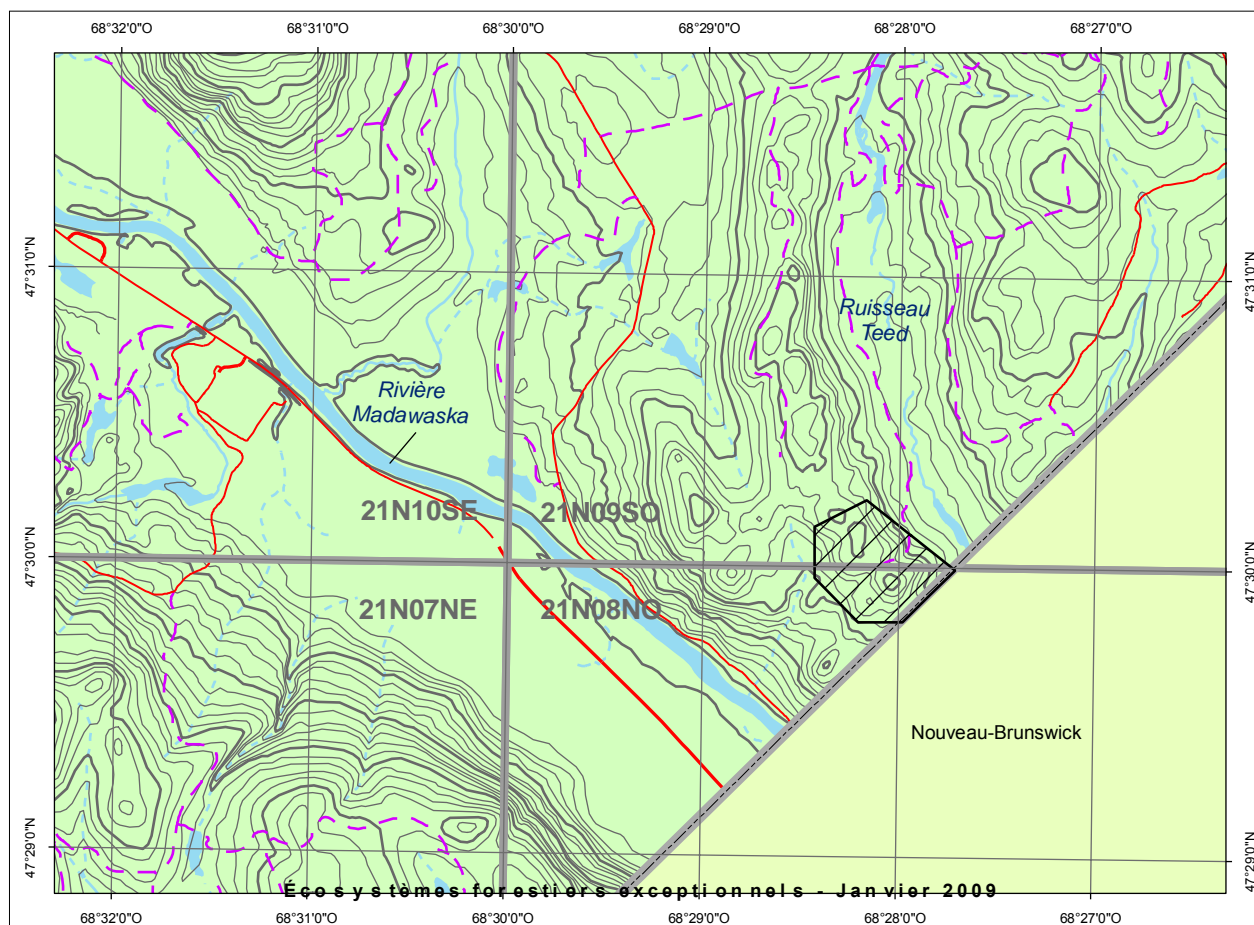 68°32'0"O 68°31'0"O 68°30'0"O 68°29'0"O 68°28'0"O 68°27'0"O
47°31'0"N
47°31'0"N
Ruisseau
Teed
Rivière
Madawaska
21N10SE
21N09SO
47°30'0"N
47°30'0"N
21N07NE
21N08NO
Nouveau-Brunswick
47°29'0"N
47°29'0"N
Écosystèmes forestiers exceptionnels - Janvier 2009
68°32'0"O 68°31'0"O 68°30'0"O 68°29'0"O 68°28'0"O 68°27'0"O